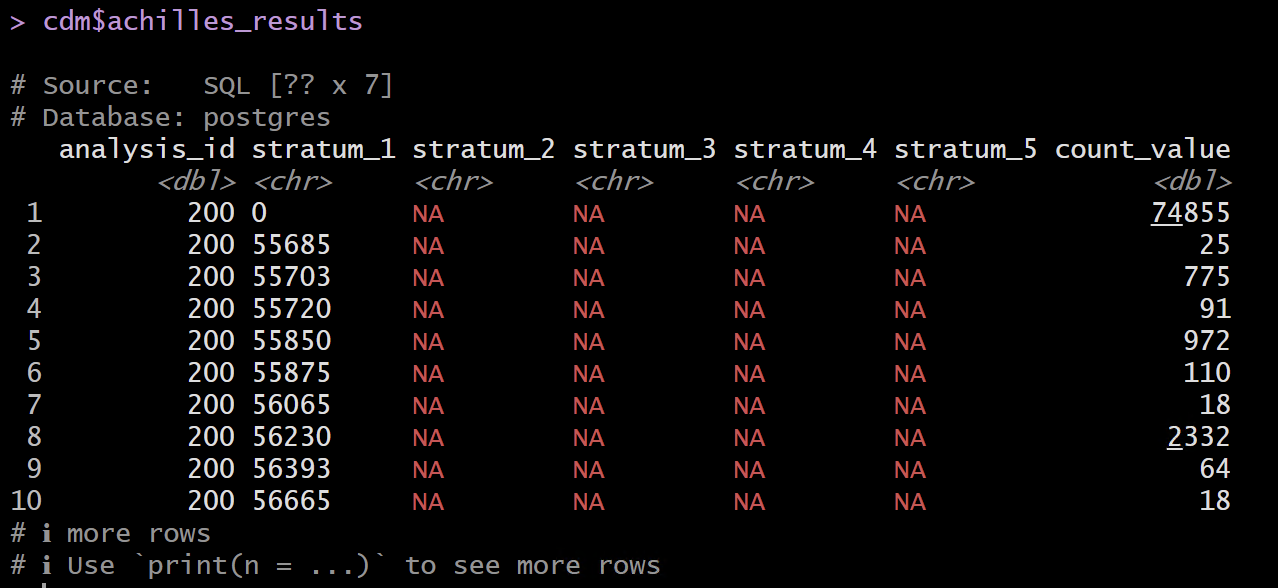 > cdm$achilles_results
# Source:   SQL [?? x 7]
# Database: postgres
   analysis_id stratum_1 stratum_2 stratum_3 stratum_4 stratum_5 count_value
         <dbl> <chr>     <chr>     <chr>     <chr>     <chr>           <dbl>
 1         200 0         NA        NA        NA        NA              74855
 2         200 55685     NA        NA        NA        NA                 25
 3         200 55703     NA        NA        NA        NA                775
 4         200 55720     NA        NA        NA        NA                 91
 5         200 55850     NA        NA        NA        NA                972
 6         200 55875     NA        NA        NA        NA                110
 7         200 56065     NA        NA        NA        NA                 18
 8         200 56230     NA        NA        NA        NA               2332
 9         200 56393     NA        NA        NA        NA                 64
10         200 56665     NA        NA        NA        NA                 18
# ℹ more rows
# ℹ Use `print(n = ...)` to see more rows